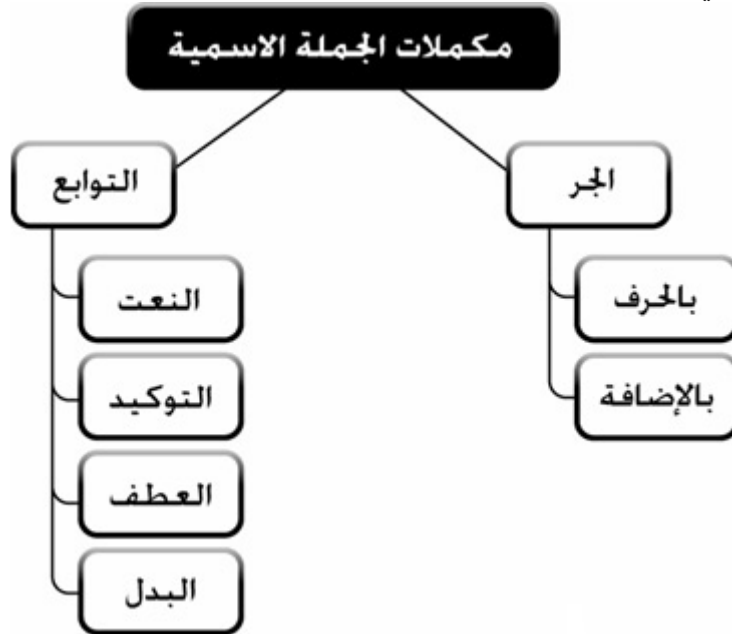 مكملات الجملة الاسمية
الجر
بالحرف
بالإضافة
التوابع
النعت
التوكيد
العطف
البدل